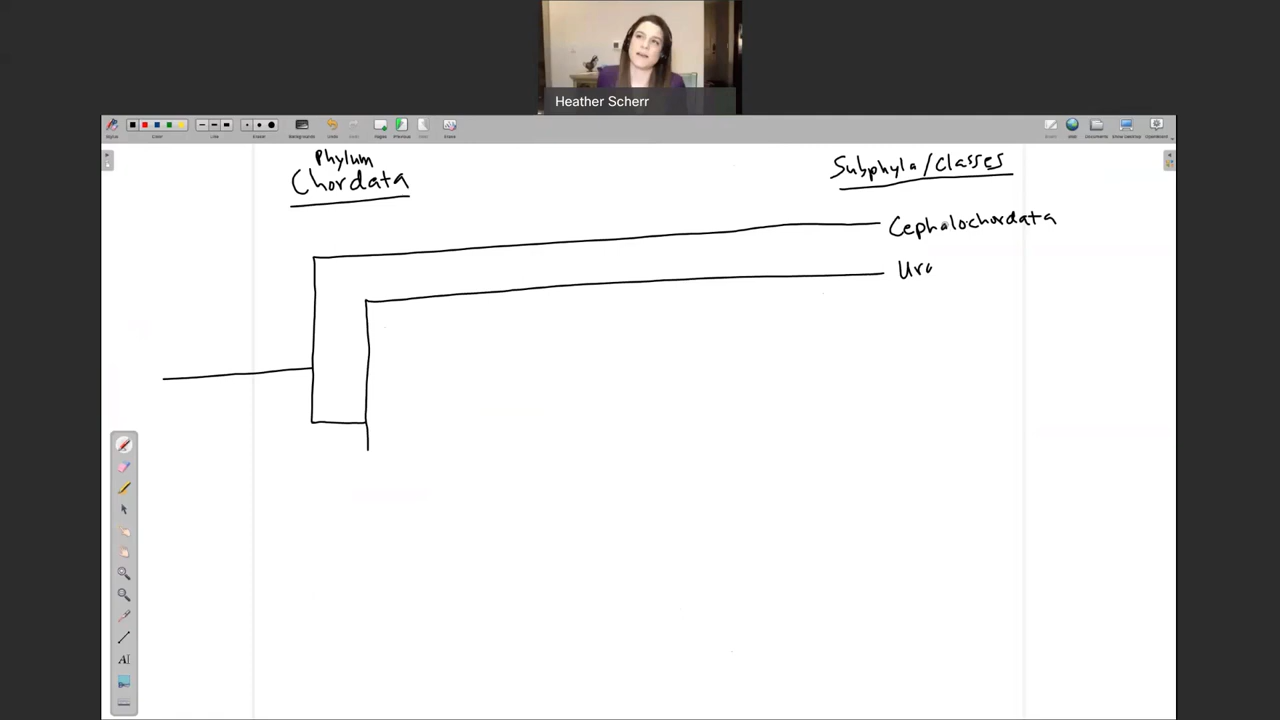 Heather Scherr
Phylum
Chordata
Subphyla/Classes
Cephalochordata
Uro